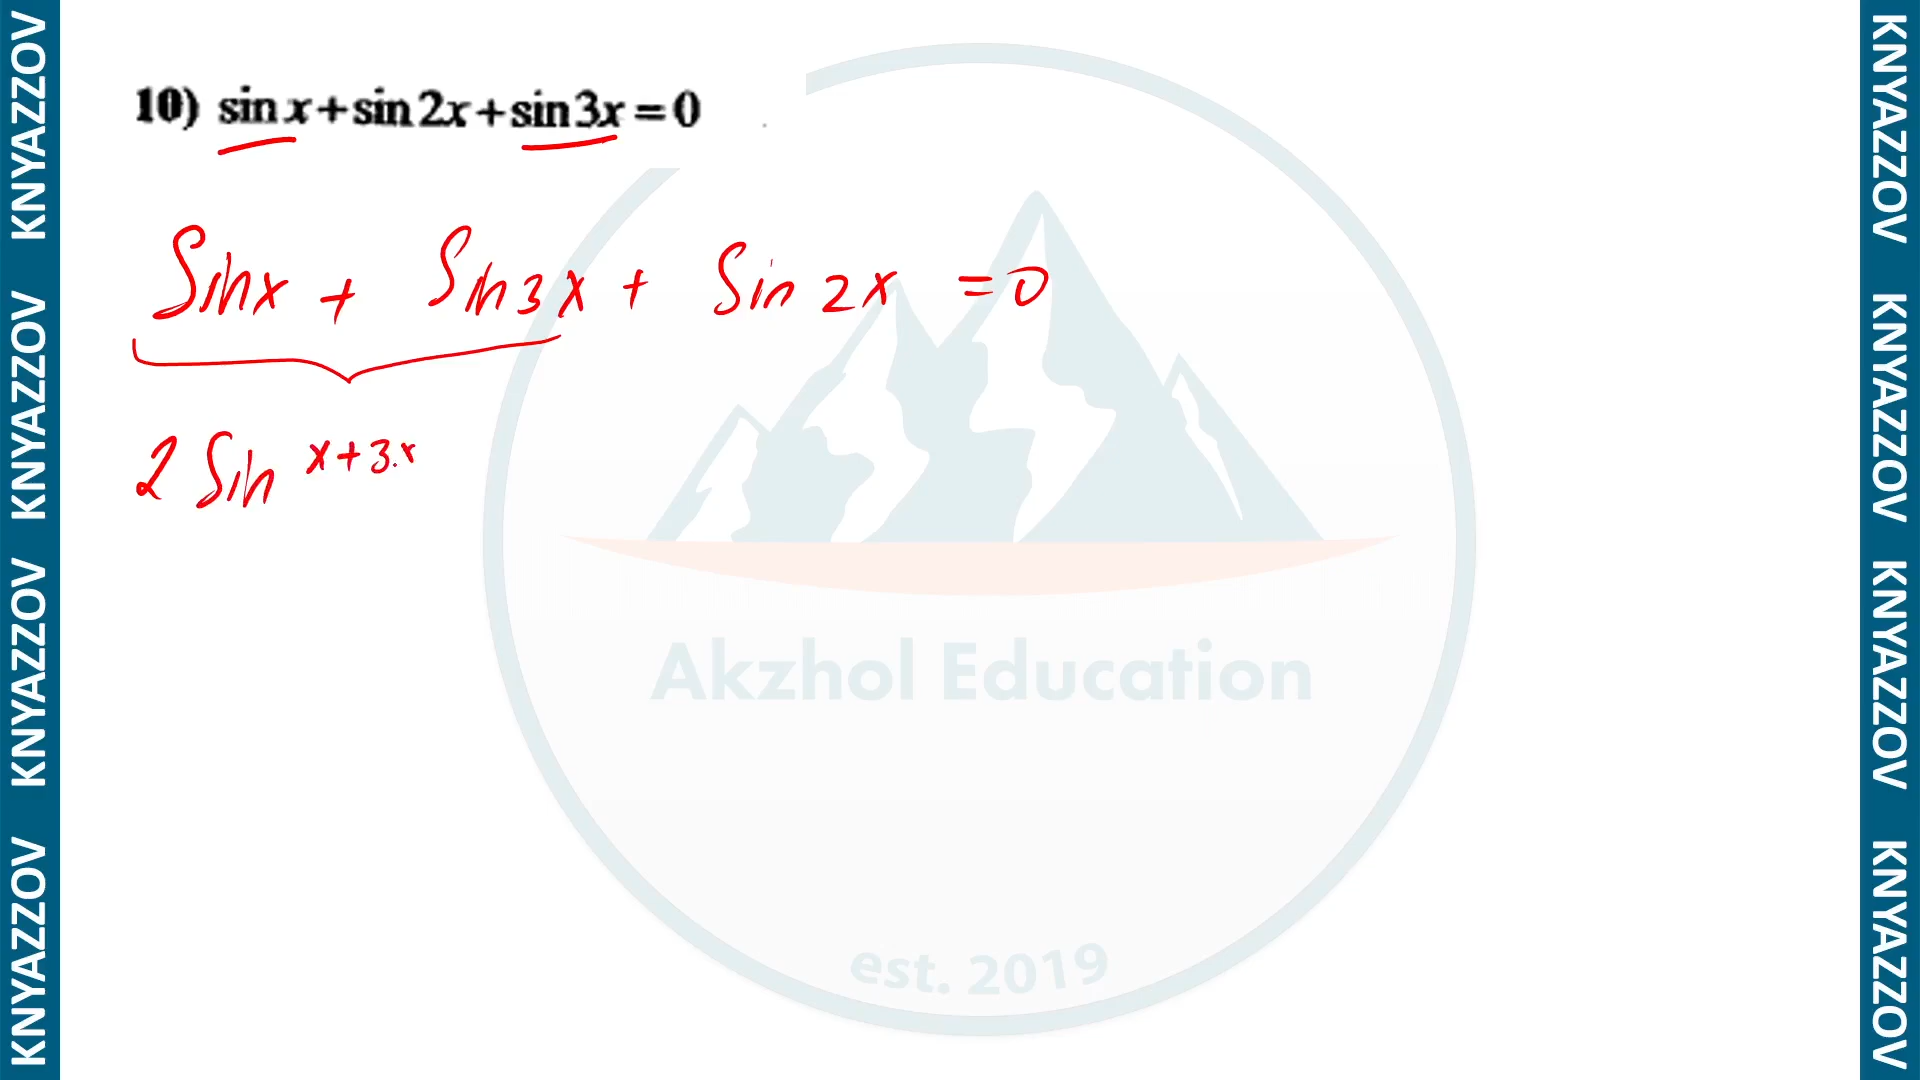 10) sin x + sin 2x + sin 3x = 0
Sinx + Sin3x + Sin 2x = 0
2 Sin x+3x
Akzhol Education
est. 2019
KNYAZZOV KNYAZZOV KNYAZZOV KNYAZZOV
KNYAZZOV KNYAZZOV KNYAZZOV KNYAZZOV